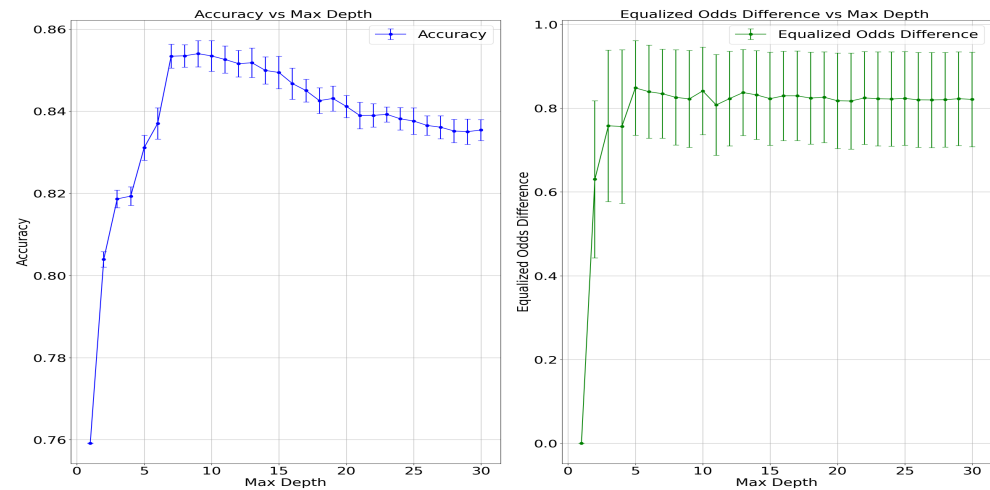 Accuracy vs Max Depth
Accuracy
0.86
0.84
0.82
0.80
0.78
0.76
Accuracy
0 5 10 15 20 25 30
Max Depth
Equalized Odds Difference vs Max Depth
Equalized Odds Difference
1.0
0.8
0.6
0.4
0.2
0.0
Equalized Odds Difference
0 5 10 15 20 25 30
Max Depth